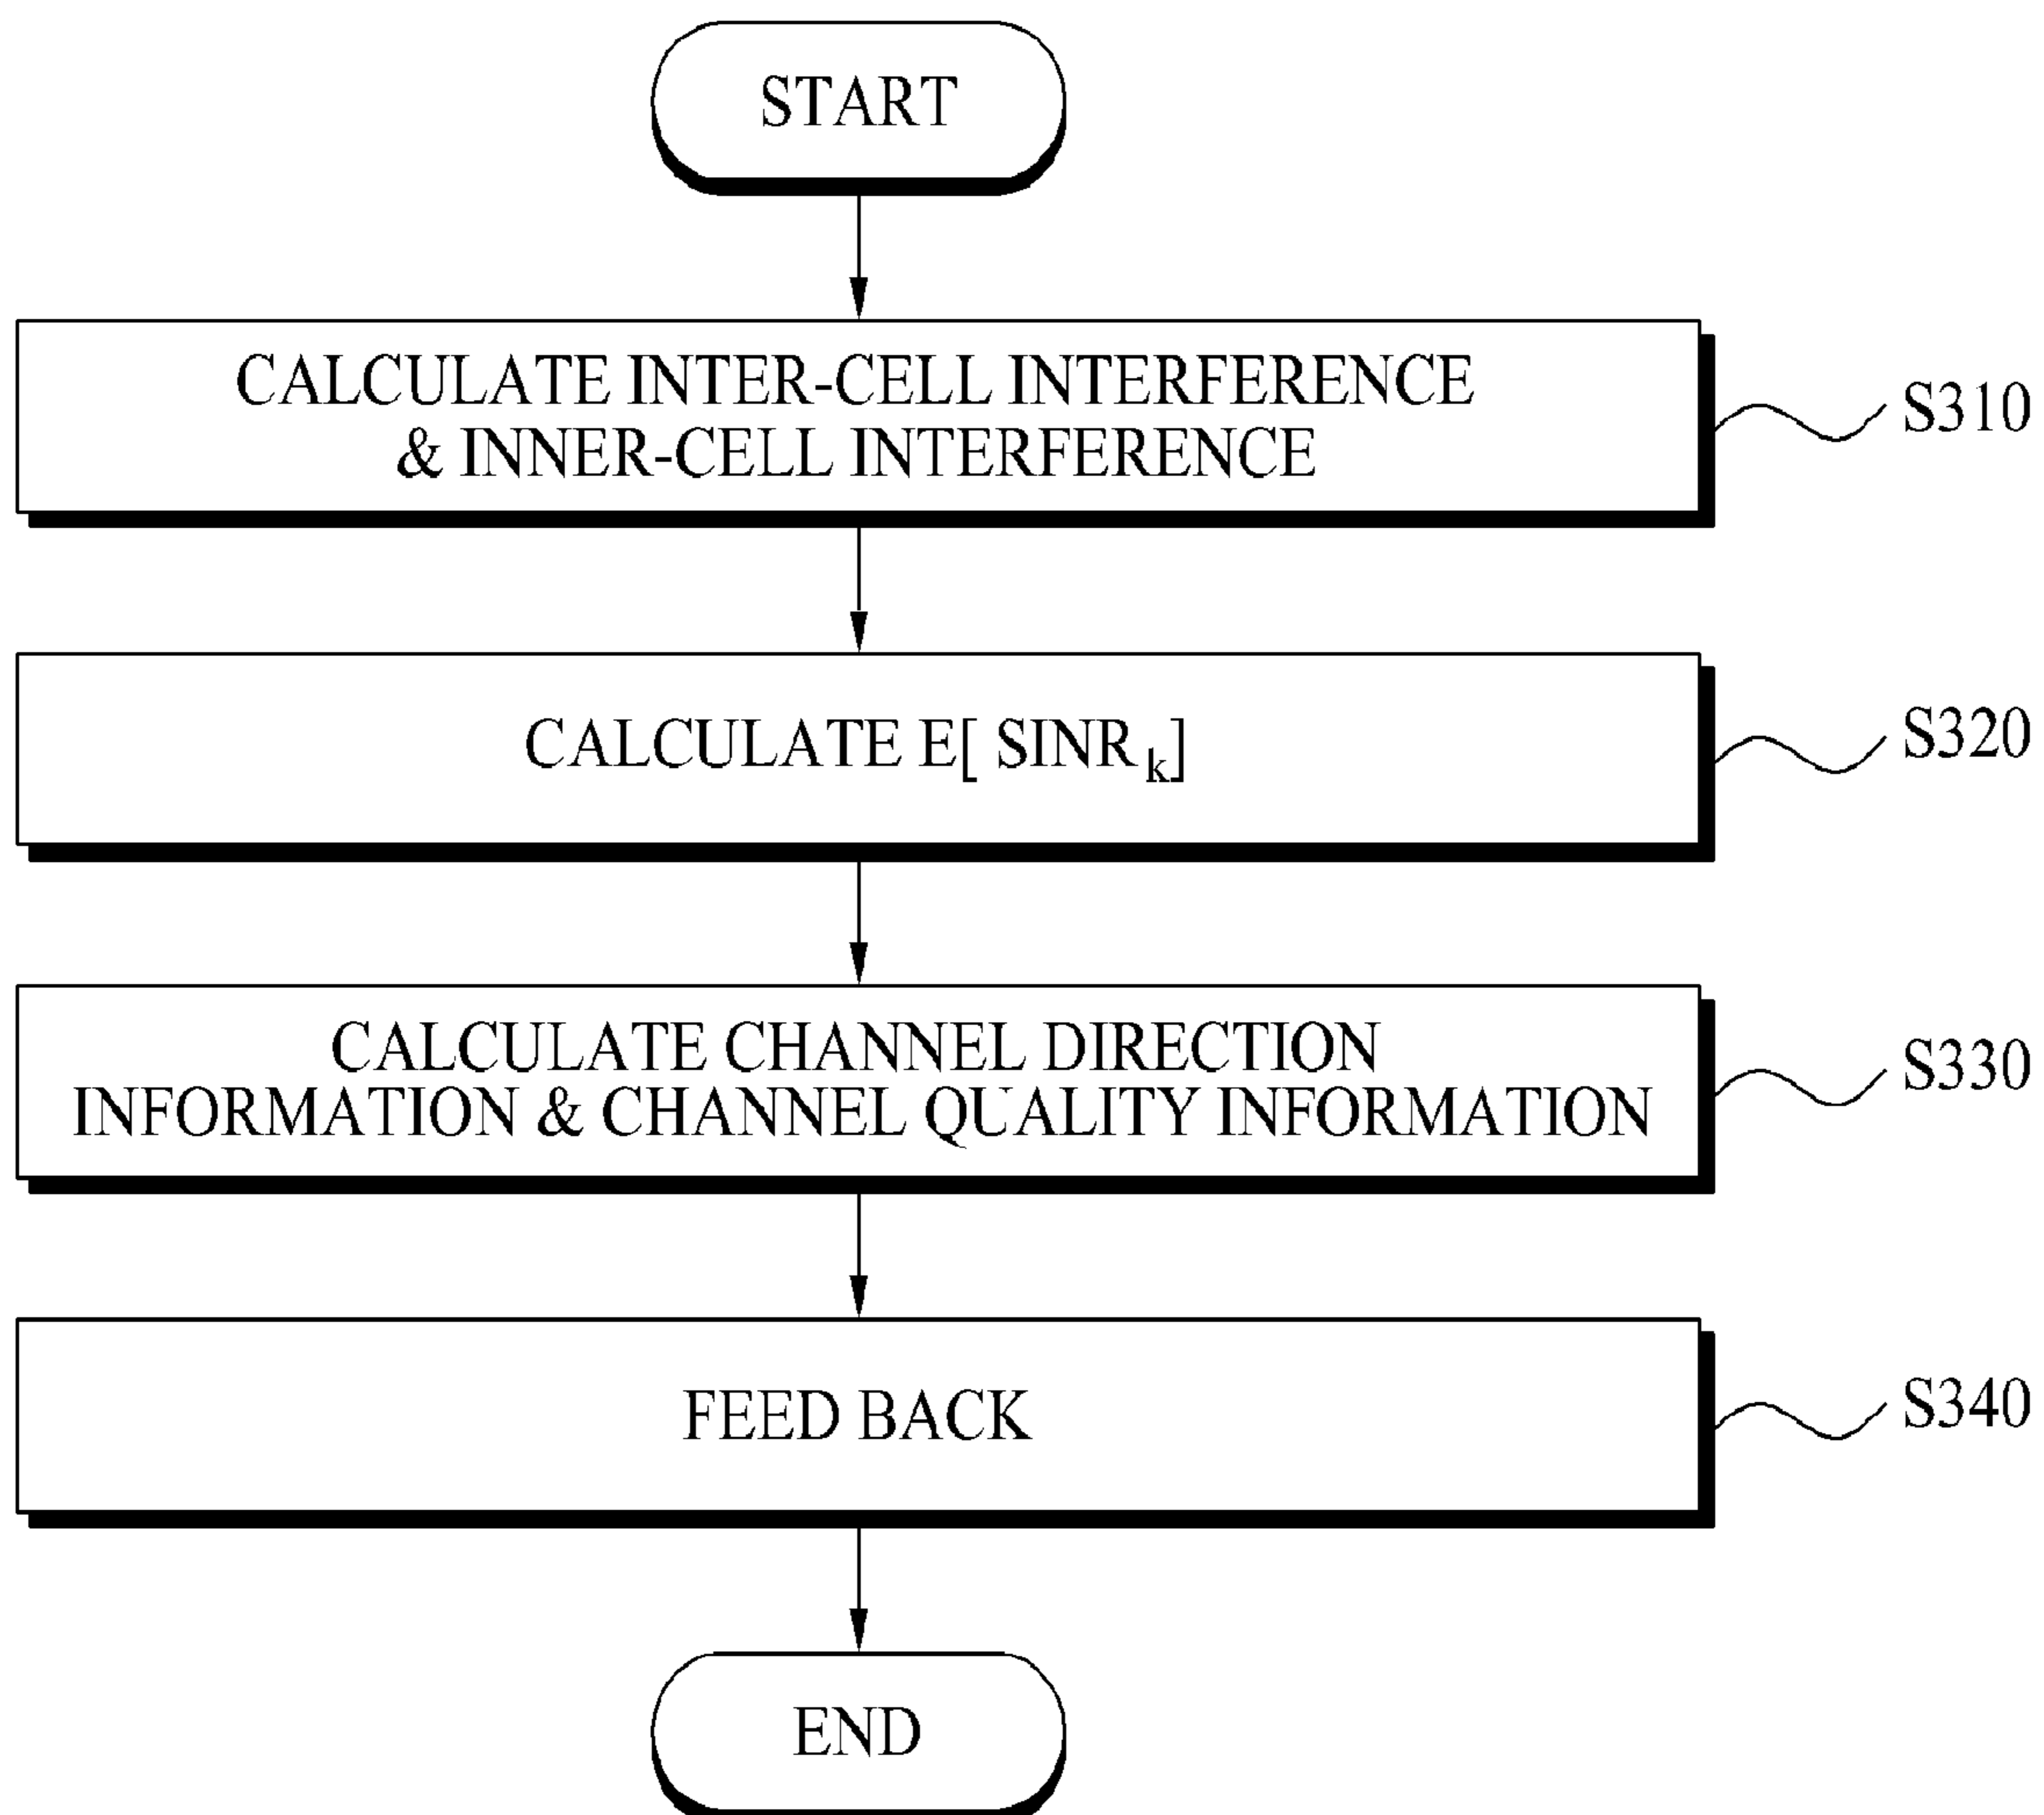 START
CALCULATE INTER-CELL INTERFERENCE
& INNER-CELL INTERFERENCE
S310
CALCULATE E[ SINR k]
S320
CALCULATE CHANNEL DIRECTION
INFORMATION & CHANNEL QUALITY INFORMATION
S330
FEED BACK
S340
END